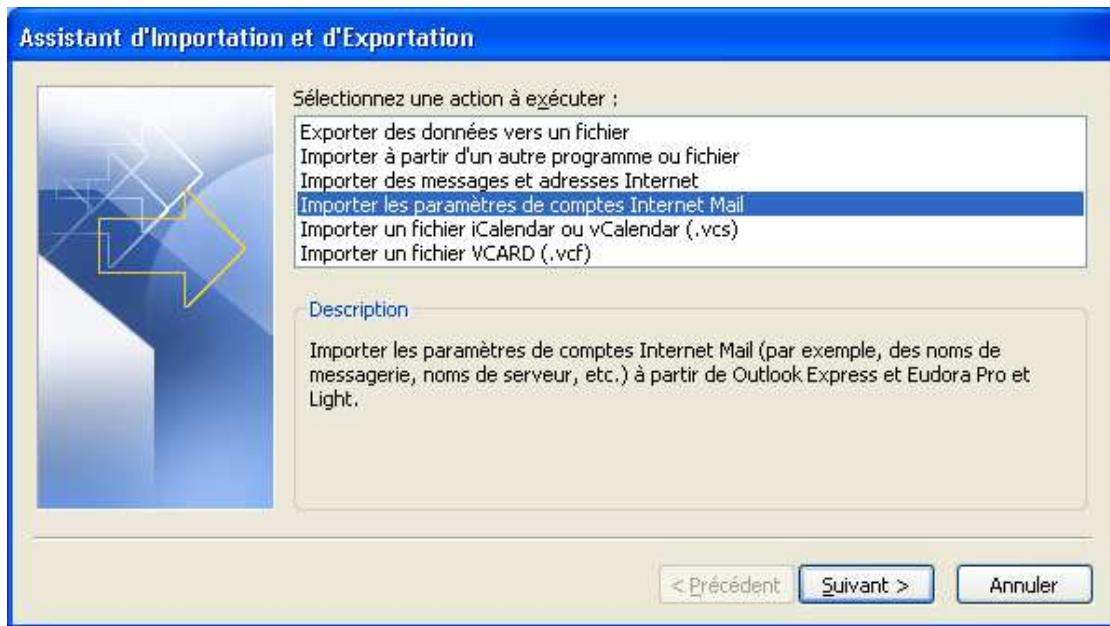 Assistant d'Importation et d'Exportation
Sélectionnez une action à exécuter :
Exporter des données vers un fichier
Importer à partir d'un autre programme ou fichier
Importer des messages et adresses Internet
Importer les paramètres de comptes Internet Mail
Importer un fichier iCalendar ou vCalendar (.vcs)
Importer un fichier VCARD (.vcf)
Description
Importer les paramètres de comptes Internet Mail (par exemple, des noms de
messagerie, noms de serveur, etc.) à partir de Outlook Express et Eudora Pro et
Light.
< Précédent
Suivant >
Annuler